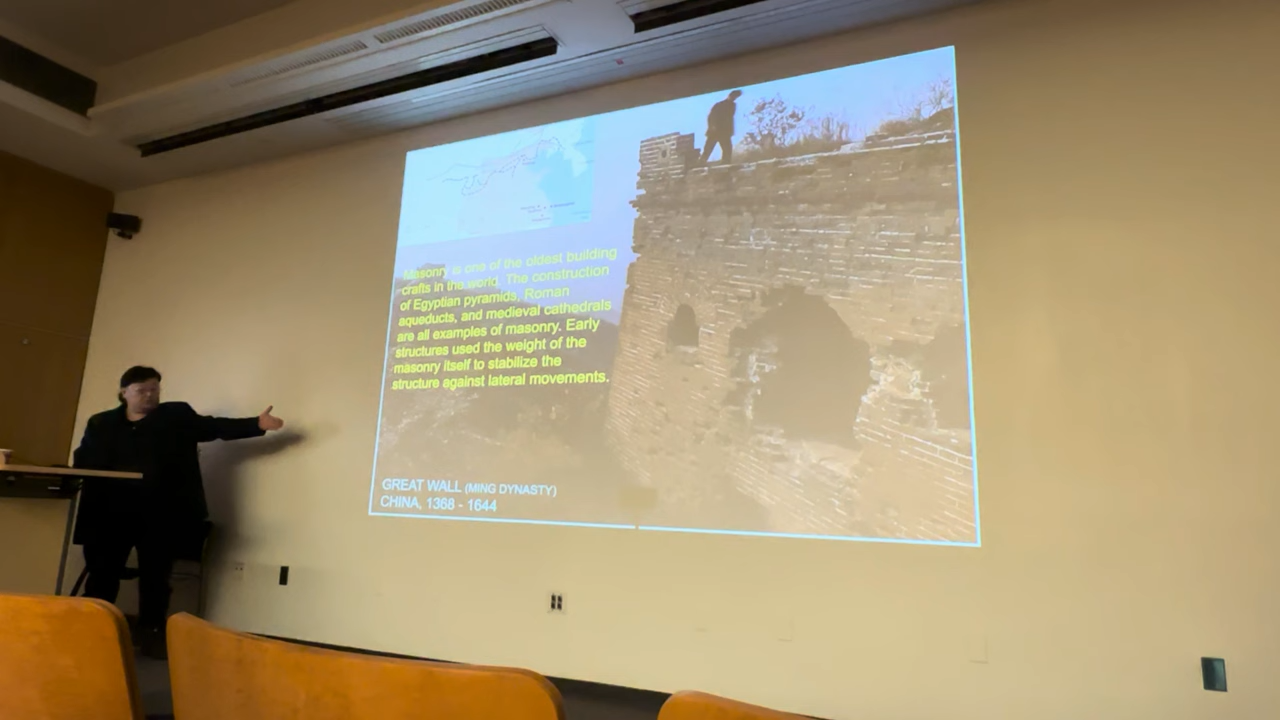 Masonry is one of the oldest building
crafts in the world. The construction
of Egyptian pyramids, Roman
aqueducts, and medieval cathedrals
are all examples of masonry. Early
structures used the weight of the
masonry itself to stabilize the
structure against lateral movements.
GREAT WALL (MING DYNASTY)
CHINA, 1368 - 1644